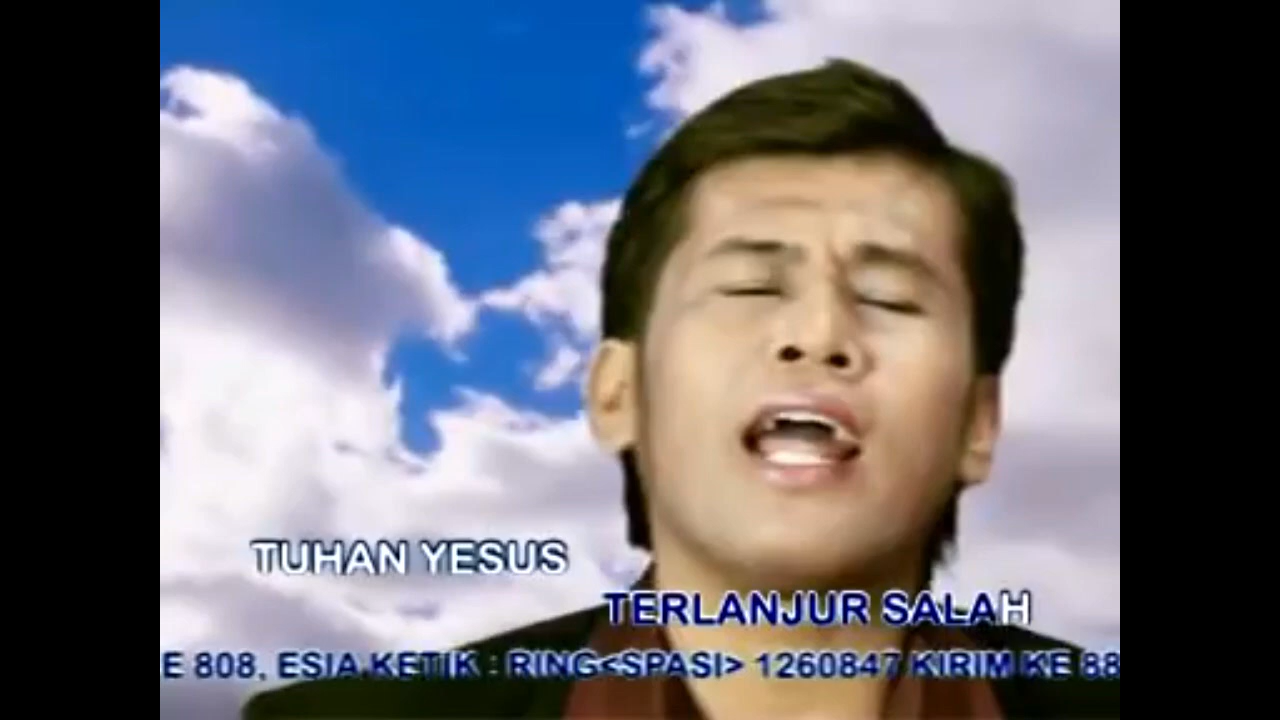 TUHAN YESUS
TERLANJUR SALAH
E 808, ESIA KETIK : RING<SPASI> 1260847 KIRIM KE 88